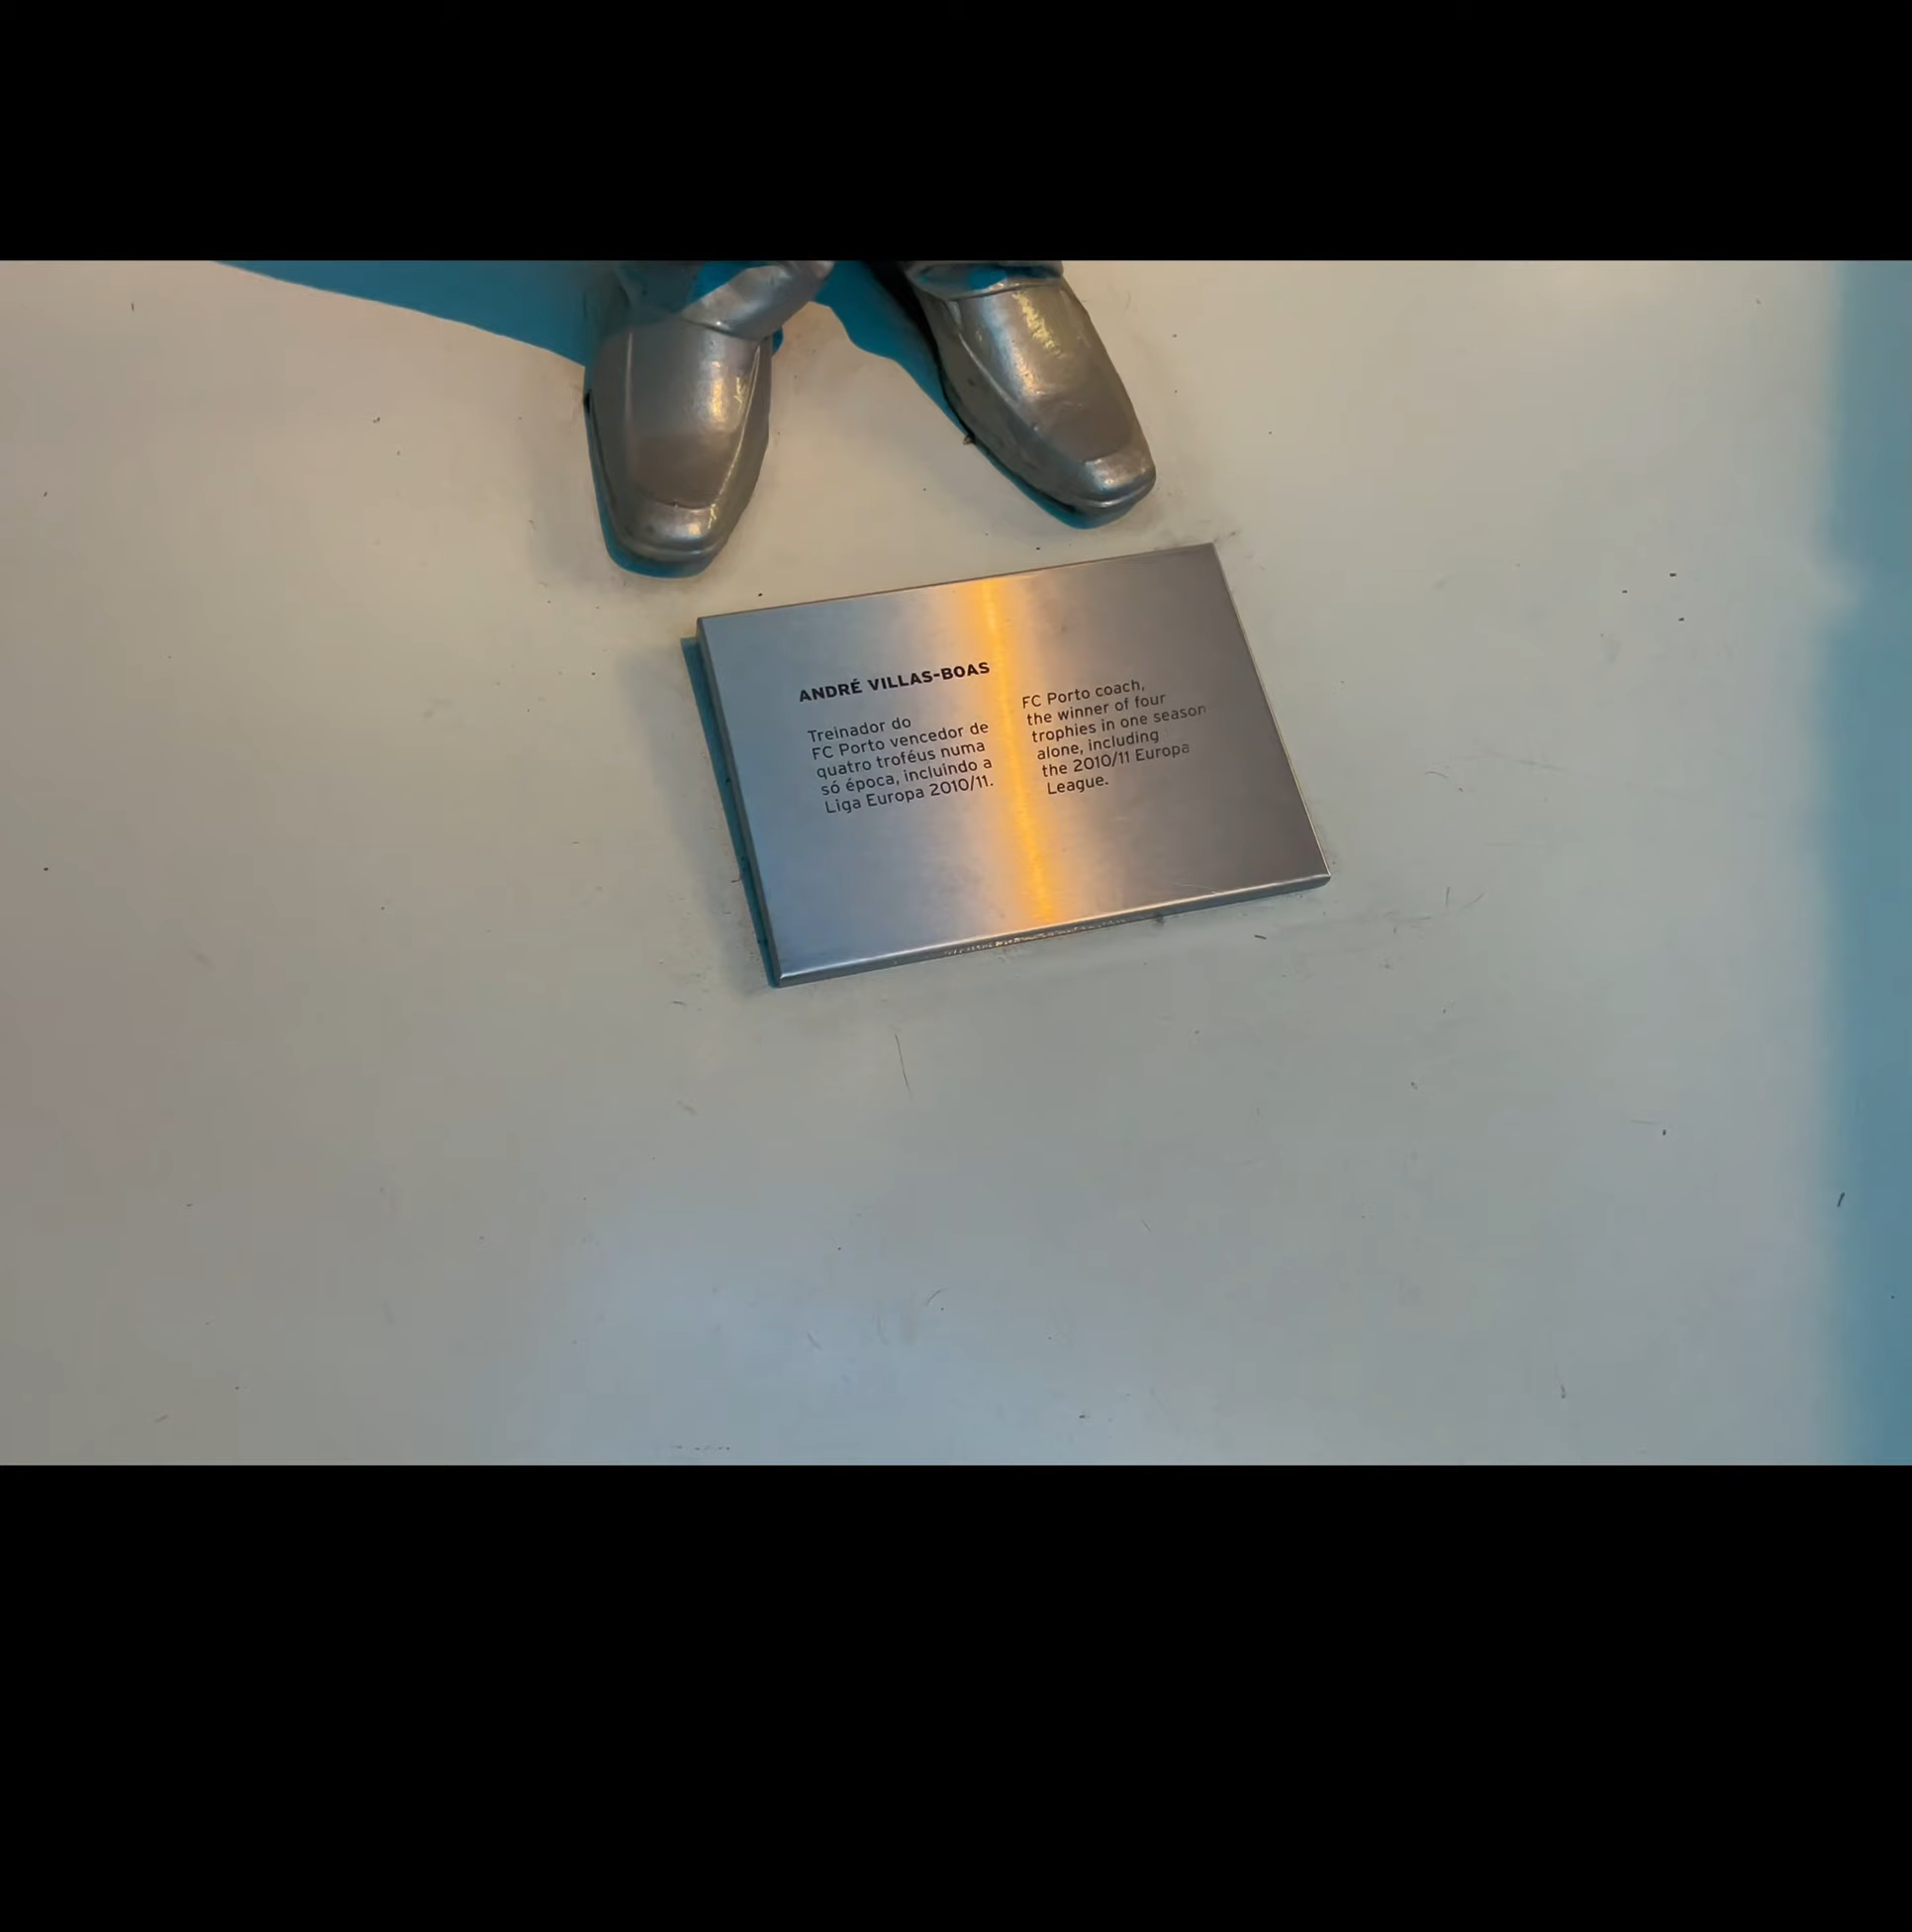 ANDRÉ VILLAS-BOAS
Treinador do
FC Porto vencedor de
quatro troféus numa
só época, incluindo a
Liga Europa 2010/11.
FC Porto coach,
the winner of four
trophies in one season
alone, including
the 2010/11 Europa
League.